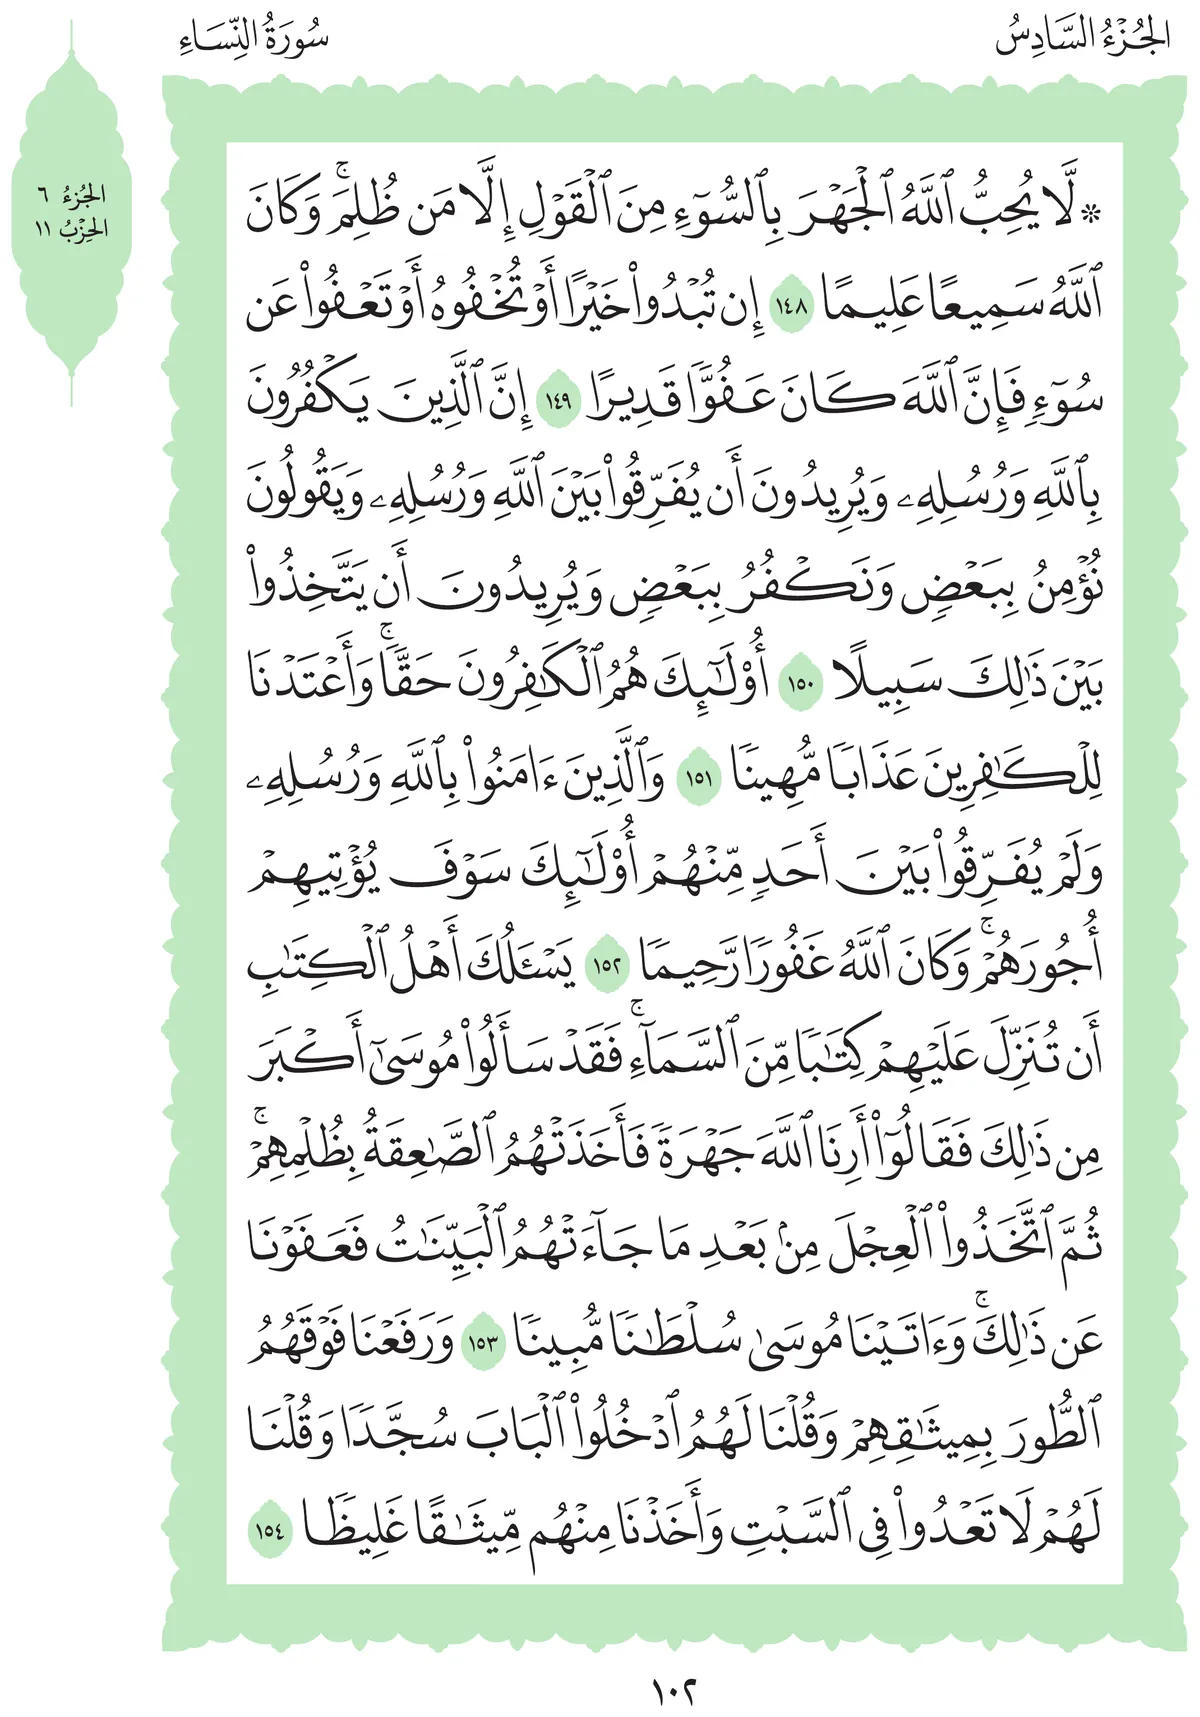 الجُزْءُ السَّادِسُ
سُورَةُ النِّسَاءِ
الجُزءُ ٦
الحِزْبُ ١١
۞ لَّا يُحِبُّ ٱللَّهُ ٱلْجَهْرَ بِٱلسُّوٓءِ مِنَ ٱلْقَوْلِ إِلَّا مَن ظُلِمَۚ وَكَانَ
ٱللَّهُ سَمِيعًا عَلِيمًا ١٤٨ إِن تُبْدُوا۟ خَيْرًا أَوْ تُخْفُوهُ أَوْ تَعْفُوا۟ عَن
سُوٓءٍ فَإِنَّ ٱللَّهَ كَانَ عَفُوًّا قَدِيرًا ١٤٩ إِنَّ ٱلَّذِينَ يَكْفُرُونَ
بِٱللَّهِ وَرُسُلِهِۦ وَيُرِيدُونَ أَن يُفَرِّقُوا۟ بَيْنَ ٱللَّهِ وَرُسُلِهِۦ وَيَقُولُونَ
نُؤْمِنُ بِبَعْضٍ وَنَكْفُرُ بِبَعْضٍ وَيُرِيدُونَ أَن يَتَّخِذُوا۟
بَيْنَ ذَٰلِكَ سَبِيلًا ١٥٠ أُو۟لَـٰٓئِكَ هُمُ ٱلْكَـٰفِرُونَ حَقًّاۚ وَأَعْتَدْنَا
لِلْكَـٰفِرِينَ عَذَابًا مُّهِينًا ١٥١ وَٱلَّذِينَ ءَامَنُوا۟ بِٱللَّهِ وَرُسُلِهِۦ
وَلَمْ يُفَرِّقُوا۟ بَيْنَ أَحَدٍ مِّنْهُمْ أُو۟لَـٰٓئِكَ سَوْفَ يُؤْتِيهِمْ
أُجُورَهُمْۚ وَكَانَ ٱللَّهُ غَفُورًا رَّحِيمًا ١٥٢ يَسْـَٔلُكَ أَهْلُ ٱلْكِتَـٰبِ
أَن تُنَزِّلَ عَلَيْهِمْ كِتَـٰبًا مِّنَ ٱلسَّمَآءِۚ فَقَدْ سَأَلُوا۟ مُوسَىٰٓ أَكْبَرَ
مِن ذَٰلِكَ فَقَالُوٓا۟ أَرِنَا ٱللَّهَ جَهْرَةً فَأَخَذَتْهُمُ ٱلصَّـٰعِقَةُ بِظُلْمِهِمْۚ
ثُمَّ ٱتَّخَذُوا۟ ٱلْعِجْلَ مِنۢ بَعْدِ مَا جَآءَتْهُمُ ٱلْبَيِّنَـٰتُ فَعَفَوْنَا
عَن ذَٰلِكَۚ وَءَاتَيْنَا مُوسَىٰ سُلْطَـٰنًا مُّبِينًا ١٥٣ وَرَفَعْنَا فَوْقَهُمُ
ٱلطُّورَ بِمِيثَـٰقِهِمْ وَقُلْنَا لَهُمُ ٱدْخُلُوا۟ ٱلْبَابَ سُجَّدًا وَقُلْنَا
لَهُمْ لَا تَعْدُوا۟ فِى ٱلسَّبْتِ وَأَخَذْنَا مِنْهُم مِّيثَـٰقًا غَلِيظًا ١٥٤
١٠٢